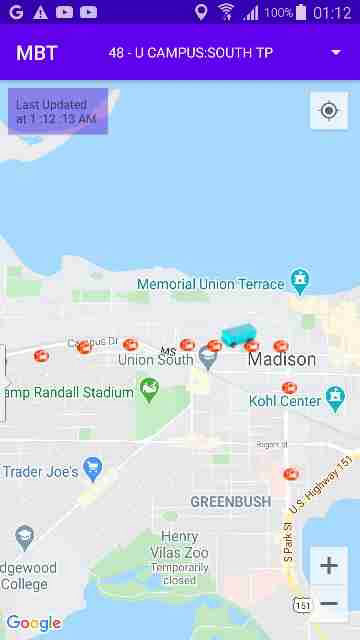 100% 01:12
MBT 48 - U CAMPUS:SOUTH TP
Last Updated
at 1 :12 :13 AM
Memorial Union Terrace
Campus Dr
MS
Union South
Madison
amp Randall Stadium
Kohl Center
Rogers St
Trader Joe's
U.S. Highway 151
GREENBUSH
S Park St
Henry
Vilas Zoo
Temporarily
closed
dgewood
College
151
Google